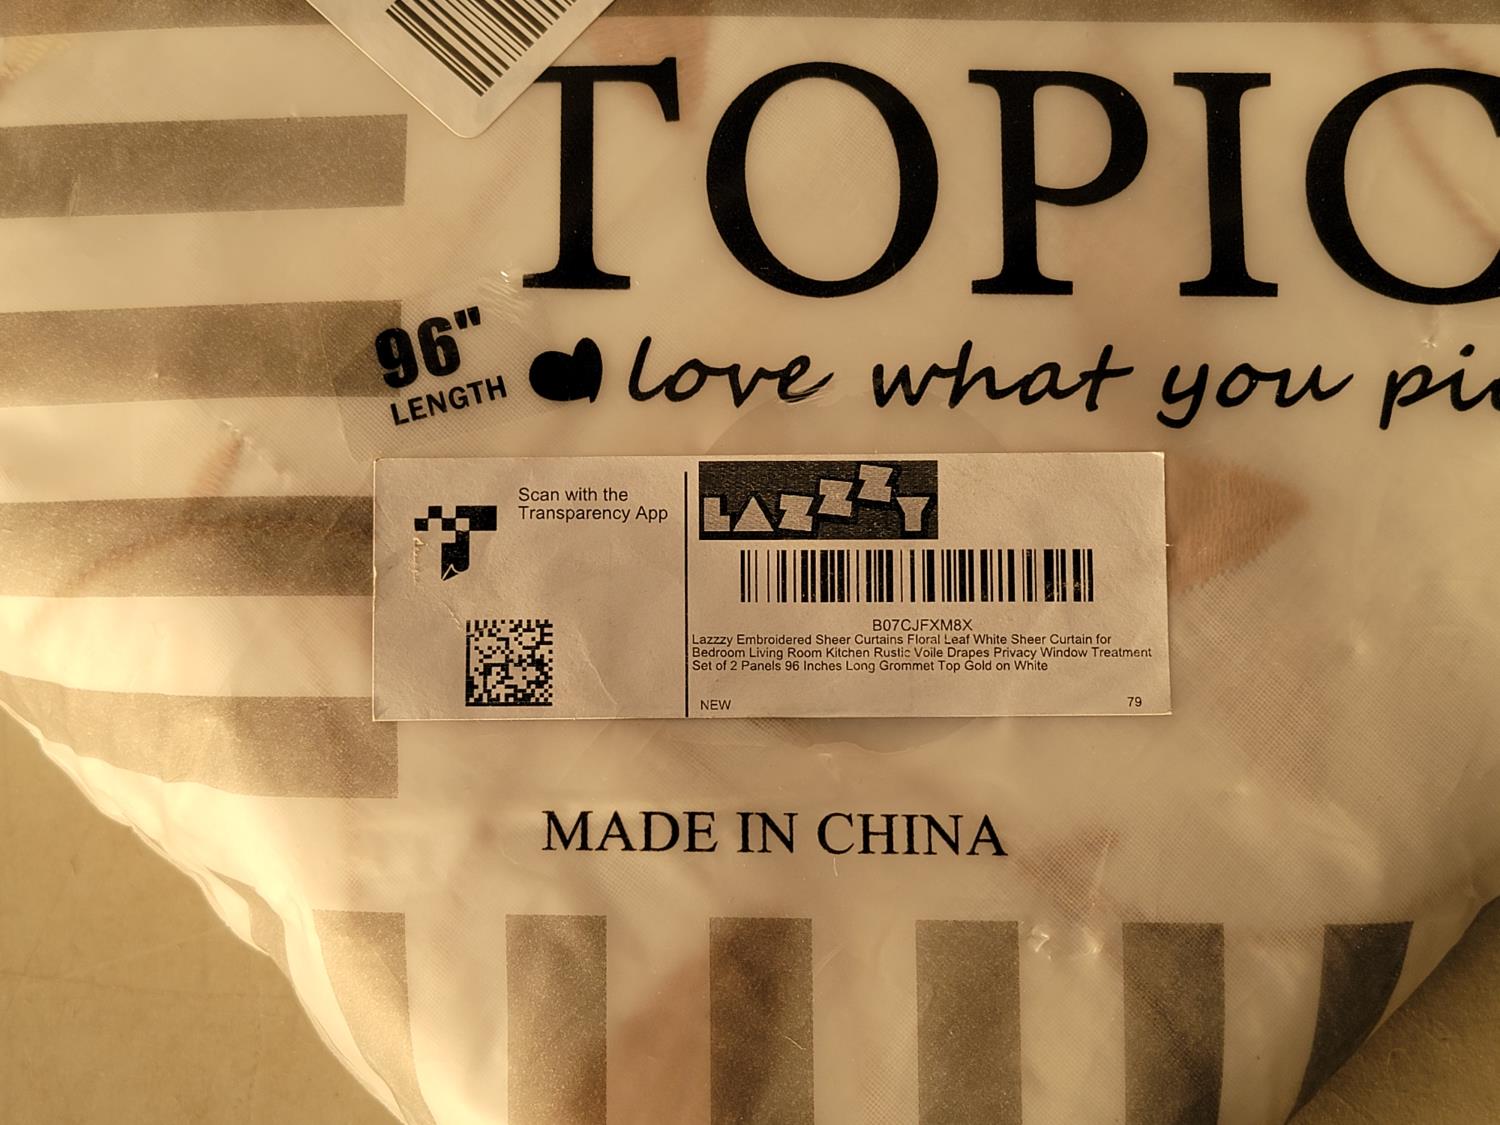 TOPIC
96"
LENGTH
love what you
Scan with the
Transparency App
LAZZZY
B07CJFXM8X
Lazzzy Embroidered Sheer Curtains Floral Leaf White Sheer Curtain for
Bedroom Living Room Kitchen Rustic Voile Drapes Privacy Window Treatment
Set of 2 Panels 96 Inches Long Grommet Top Gold on White
NEW
79
MADE IN CHINA